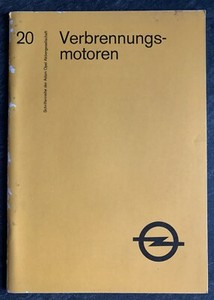 20
Verbrennungs-
motoren
Schriftenreihe der Adam Opel Aktiengesellschaft